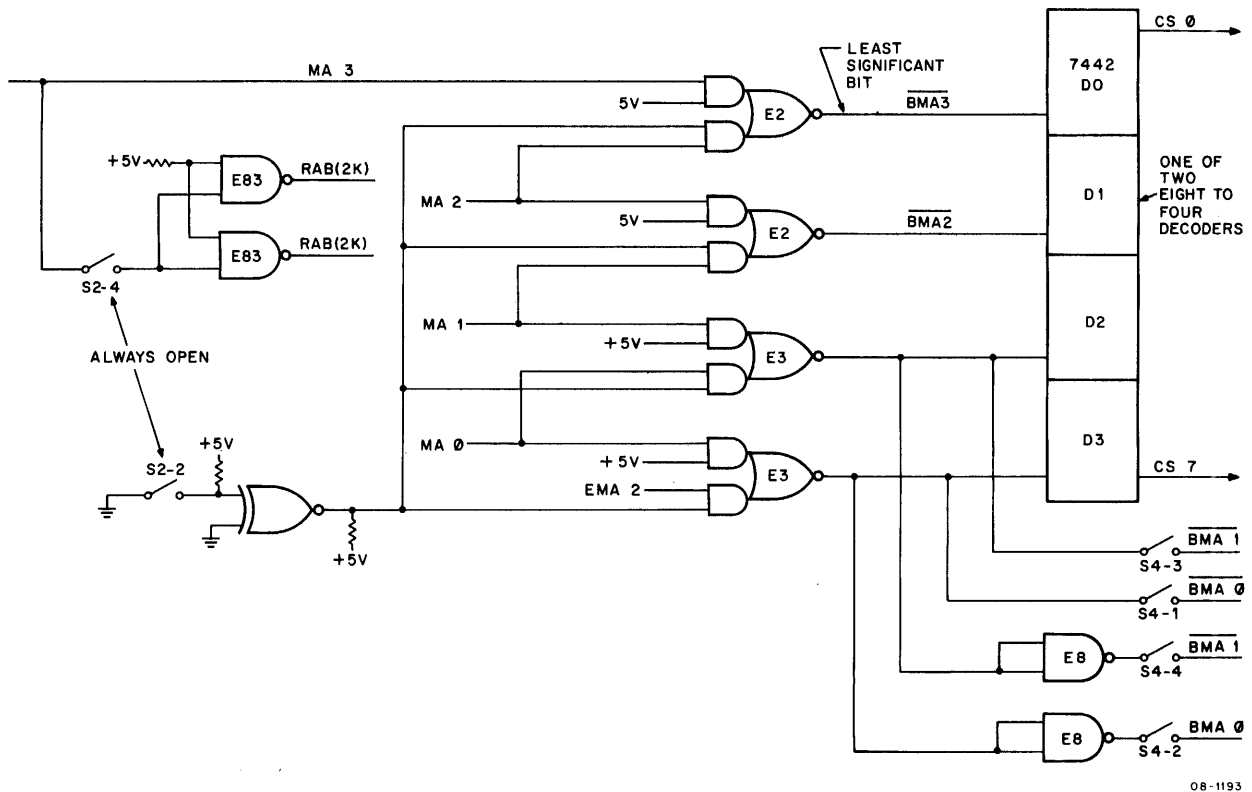 CS Ø
MA 3
LEAST
SIGNIFICANT
BIT
7442
DO
5V
E2
BMA3
+5V
E83
RAB(2K)
ONE OF
TWO
EIGHT TO
FOUR
DECODERS
MA 2
D1
5V
E2
BMA2
E83
RAB(2K)
S2-4
MA 1
D2
ALWAYS OPEN
+5V
E3
MA Ø
D3
+5V
S2-2
+5V
E3
CS 7
EMA 2
+5V
BMA 1
S4-3
BMA Ø
S4-1
E8
BMA 1
S4-4
E8
BMA Ø
S4-2
08-1193